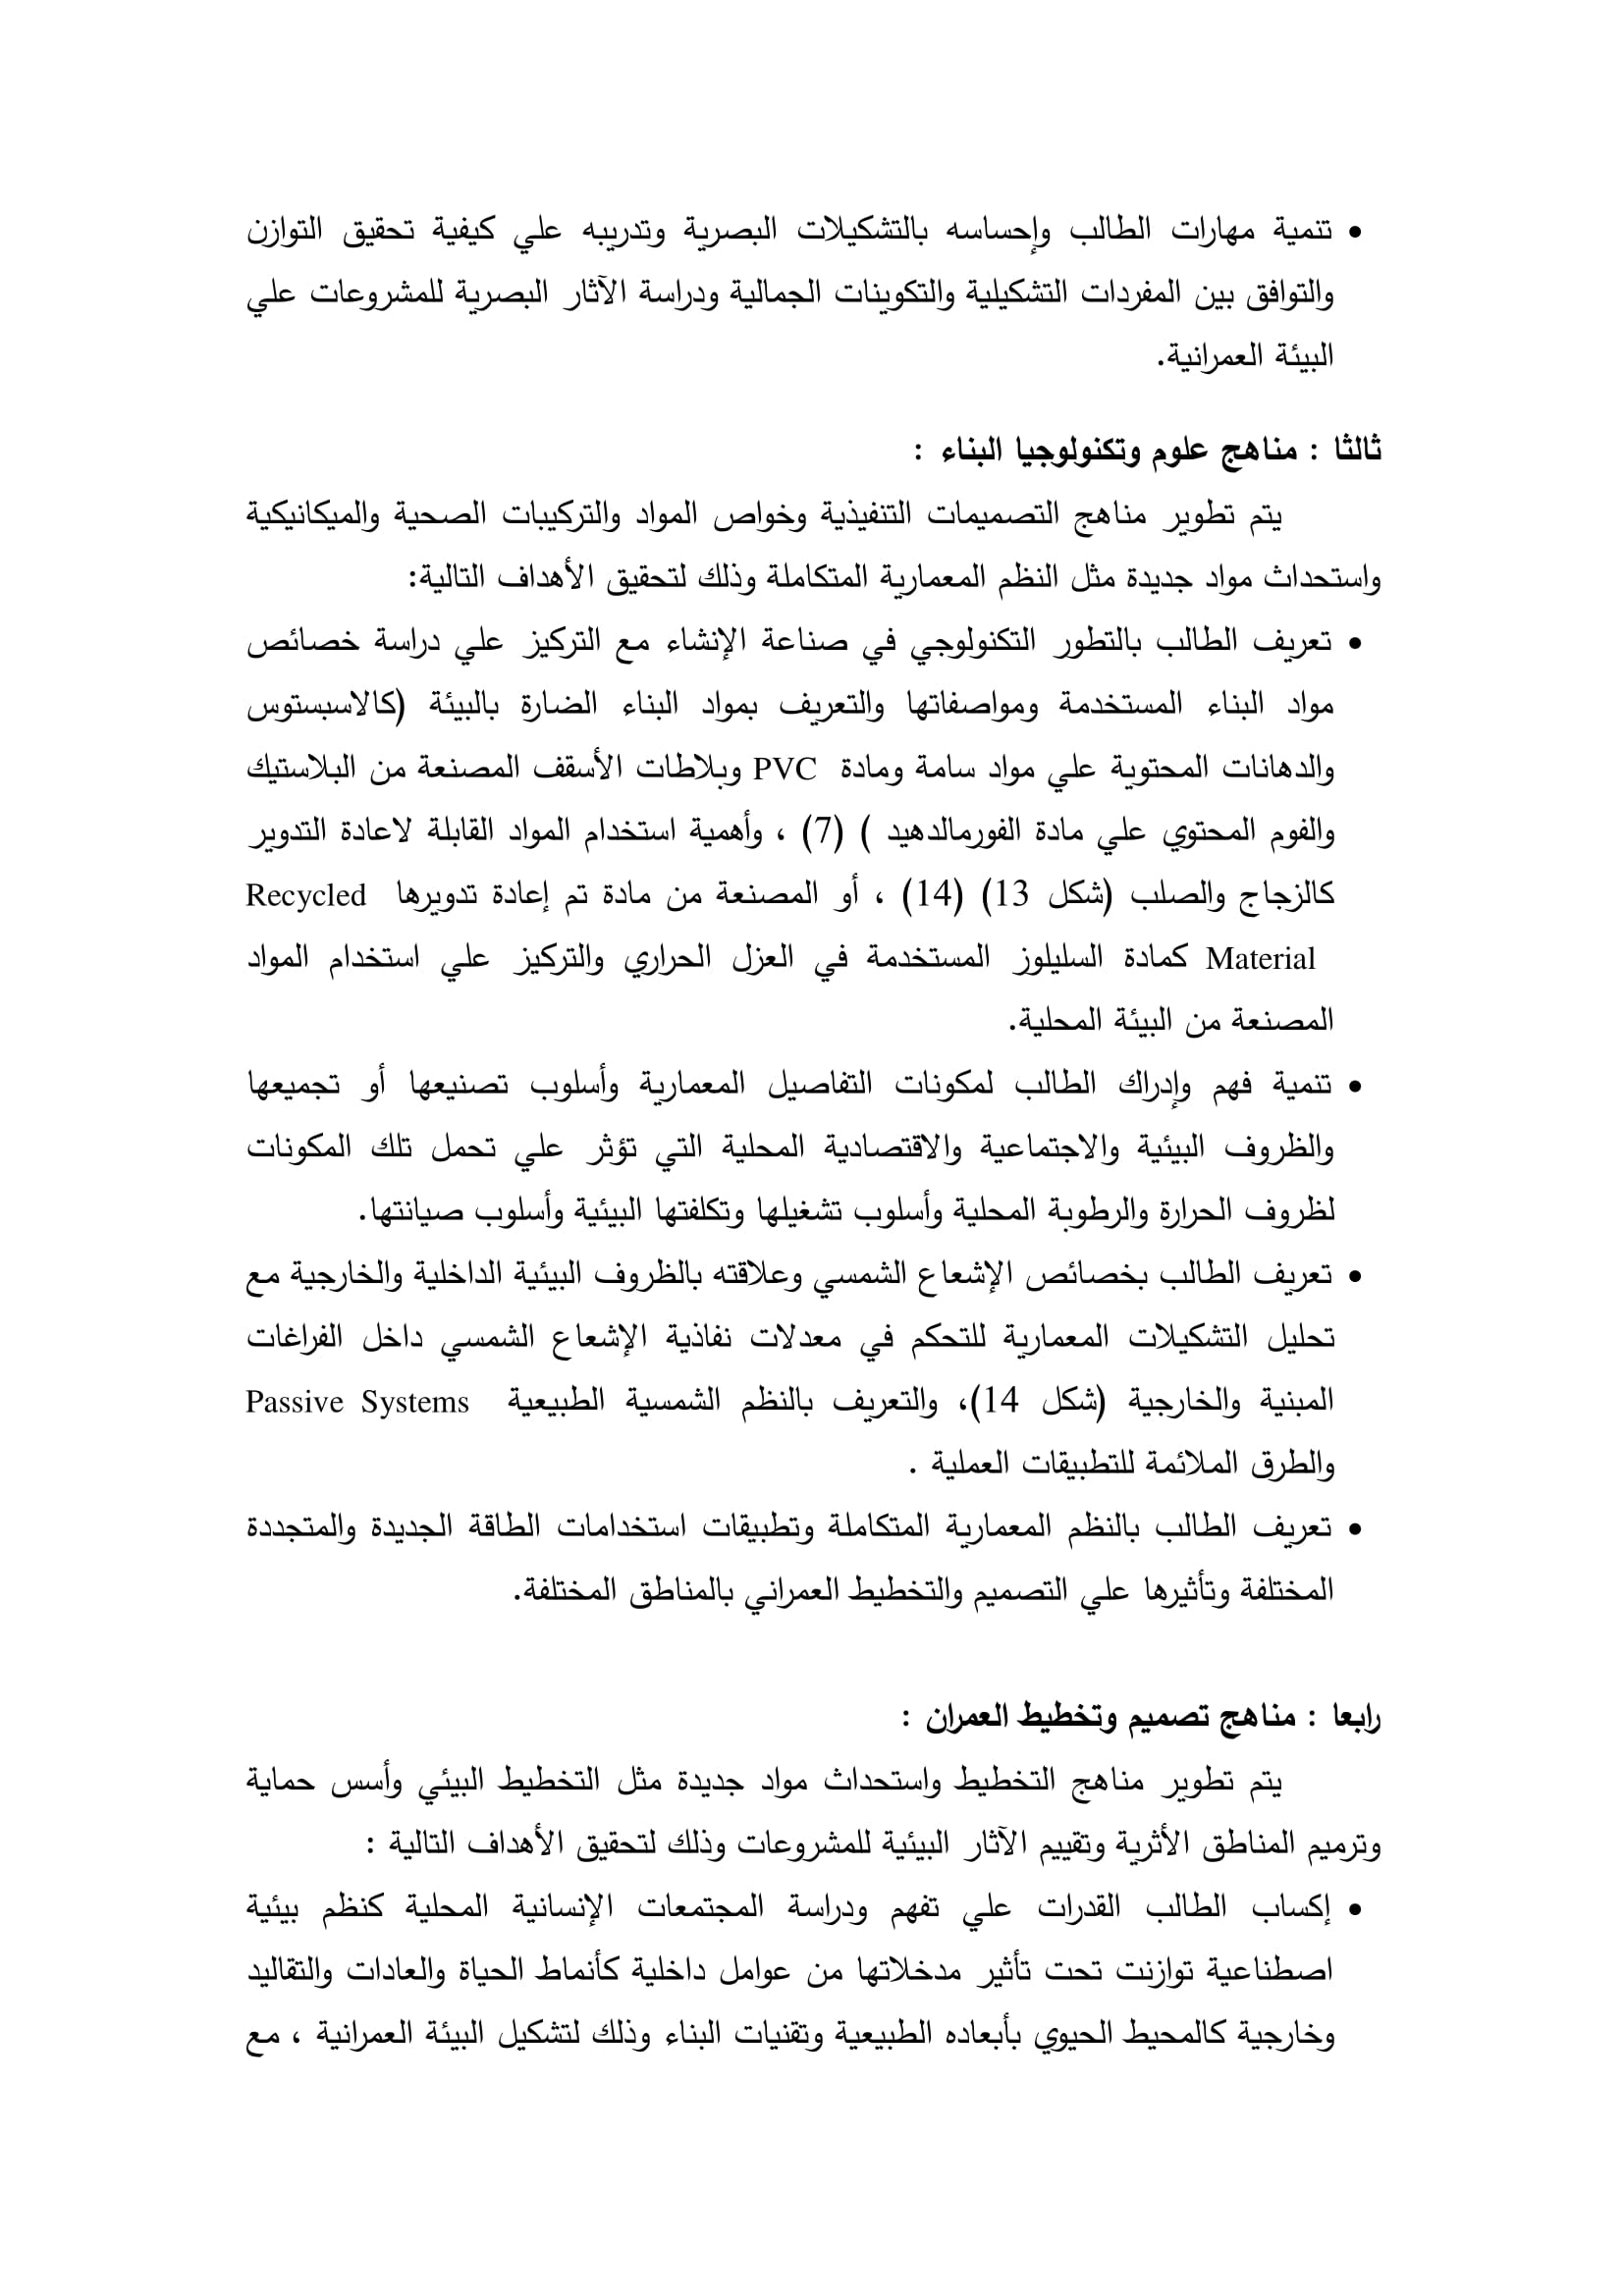 • تنمية مهارات الطالب وإحساسه بالتشكيلات البصرية وتدريبه علي كيفية تحقيق التوازن
والتوافق بين المفردات التشكيلية والتكوينات الجمالية ودراسة الآثار البصرية للمشروعات علي
البيئة العمرانية.
ثالثا : مناهج علوم وتكنولوجيا البناء :
يتم تطوير مناهج التصميمات التنفيذية وخواص المواد والتركيبات الصحية والميكانيكية
واستحداث مواد جديدة مثل النظم المعمارية المتكاملة وذلك لتحقيق الأهداف التالية:
• تعريف الطالب بالتطور التكنولوجي في صناعة الإنشاء مع التركيز علي دراسة خصائص
مواد البناء المستخدمة ومواصفاتها والتعريف بمواد البناء الضارة بالبيئة (كالاسبستوس
والدهانات المحتوية علي مواد سامة ومادة PVC وبلاطات الأسقف المصنعة من البلاستيك
والفوم المحتوي علي مادة الفورمالدهيد ) (7) ، وأهمية استخدام المواد القابلة لاعادة التدوير
كالزجاج والصلب (شكل 13) (14) ، أو المصنعة من مادة تم إعادة تدويرها Recycled
Material كمادة السليلوز المستخدمة في العزل الحراري والتركيز علي استخدام المواد
المصنعة من البيئة المحلية.
• تنمية فهم وإدراك الطالب لمكونات التفاصيل المعمارية وأسلوب تصنيعها أو تجميعها
والظروف البيئية والاجتماعية والاقتصادية المحلية التي تؤثر علي تحمل تلك المكونات
لظروف الحرارة والرطوبة المحلية وأسلوب تشغيلها وتكلفتها البيئية وأسلوب صيانتها.
• تعريف الطالب بخصائص الإشعاع الشمسي وعلاقته بالظروف البيئية الداخلية والخارجية مع
تحليل التشكيلات المعمارية للتحكم في معدلات نفاذية الإشعاع الشمسي داخل الفراغات
المبنية والخارجية (شكل 14)، والتعريف بالنظم الشمسية الطبيعية Passive Systems
والطرق الملائمة للتطبيقات العملية .
• تعريف الطالب بالنظم المعمارية المتكاملة وتطبيقات استخدامات الطاقة الجديدة والمتجددة
المختلفة وتأثيرها علي التصميم والتخطيط العمراني بالمناطق المختلفة.
رابعا : مناهج تصميم وتخطيط العمران :
يتم تطوير مناهج التخطيط واستحداث مواد جديدة مثل التخطيط البيئي وأسس حماية
وترميم المناطق الأثرية وتقييم الآثار البيئية للمشروعات وذلك لتحقيق الأهداف التالية :
• إكساب الطالب القدرات علي تفهم ودراسة المجتمعات الإنسانية المحلية كنظم بيئية
اصطناعية توازنت تحت تأثير مدخلاتها من عوامل داخلية كأنماط الحياة والعادات والتقاليد
وخارجية كالمحيط الحيوي بأبعاده الطبيعية وتقنيات البناء وذلك لتشكيل البيئة العمرانية ، مع